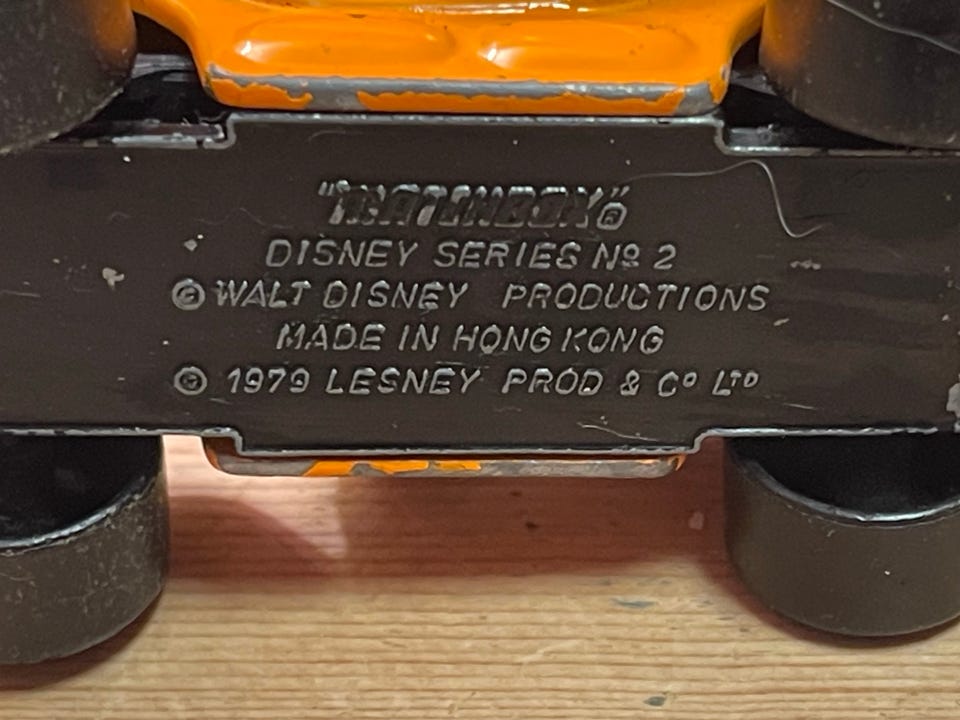 "MATCHBOX"®
DISNEY SERIES Nº 2
© WALT DISNEY PRODUCTIONS
MADE IN HONG KONG
© 1979 LESNEY PROD & Cº Lᵀᴰ